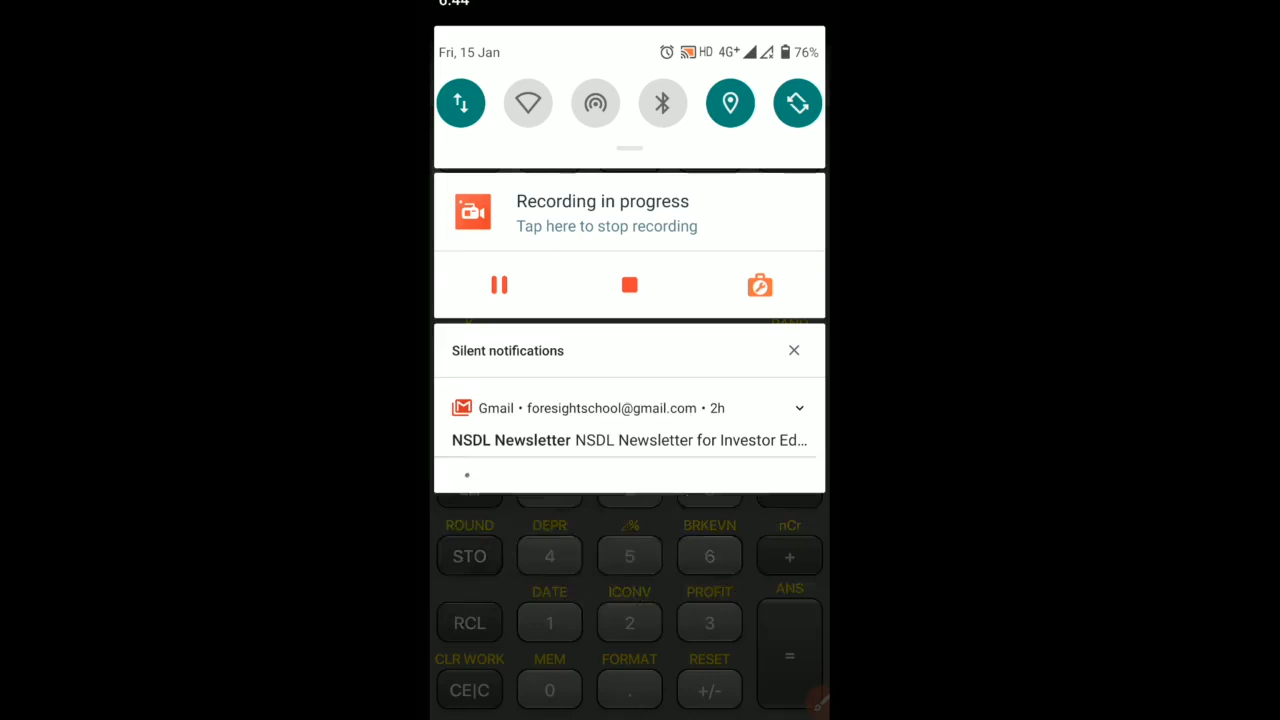 6:44
Fri, 15 Jan HD 4G+ 76%
Recording in progress
Tap here to stop recording
Silent notifications
Gmail • foresightschool@gmail.com • 2h
NSDL Newsletter NSDL Newsletter for Investor Ed...
ROUND DEPR △% BRKEVN nCr
STO 4 5 6 +
DATE ICONV PROFIT ANS
RCL 1 2 3
CLR WORK MEM FORMAT RESET
CE|C 0 . +/- =